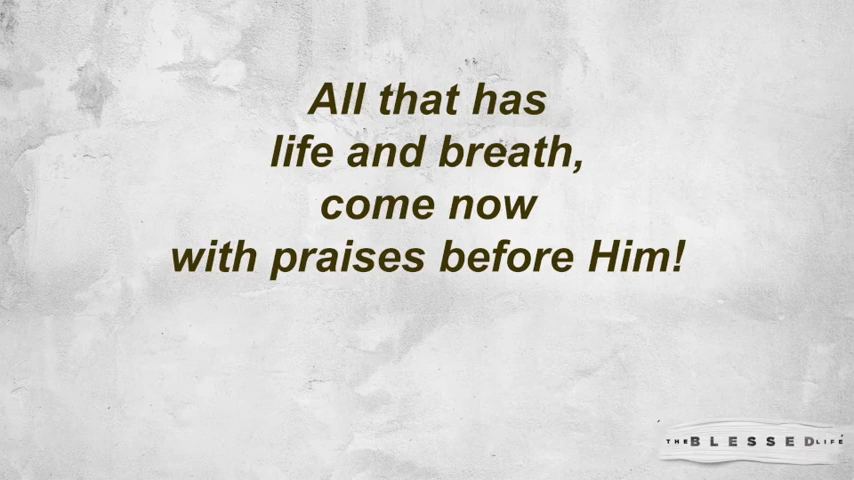 All that has
life and breath,
come now
with praises before Him!
THE BLESSED LIFE